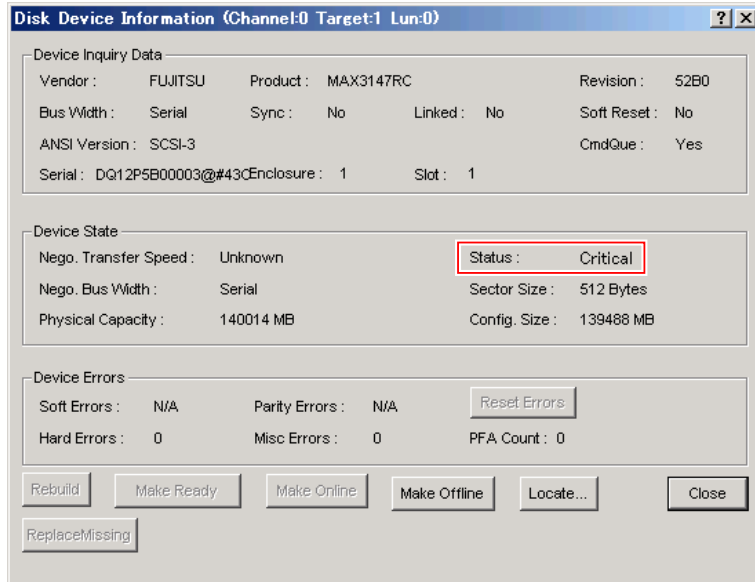 Disk Device Information (Channel:0 Target:1 Lun:0)
Device Inquiry Data
Vendor : FUJITSU Product : MAX3147RC Revision : 52B0
Bus Width : Serial Sync : No Linked : No Soft Reset : No
ANSI Version : SCSI-3 CmdQue : Yes
Serial : DQ12P5B00003@#43 Enclosure : 1 Slot : 1
Device State
Nego. Transfer Speed : Unknown Status : Critical
Nego. Bus Width : Serial Sector Size : 512 Bytes
Physical Capacity : 140014 MB Config. Size : 139488 MB
Device Errors
Soft Errors : N/A Parity Errors : N/A Reset Errors
Hard Errors : 0 Misc Errors : 0 PFA Count : 0
Rebuild Make Ready Make Online Make Offline Locate... Close
ReplaceMissing